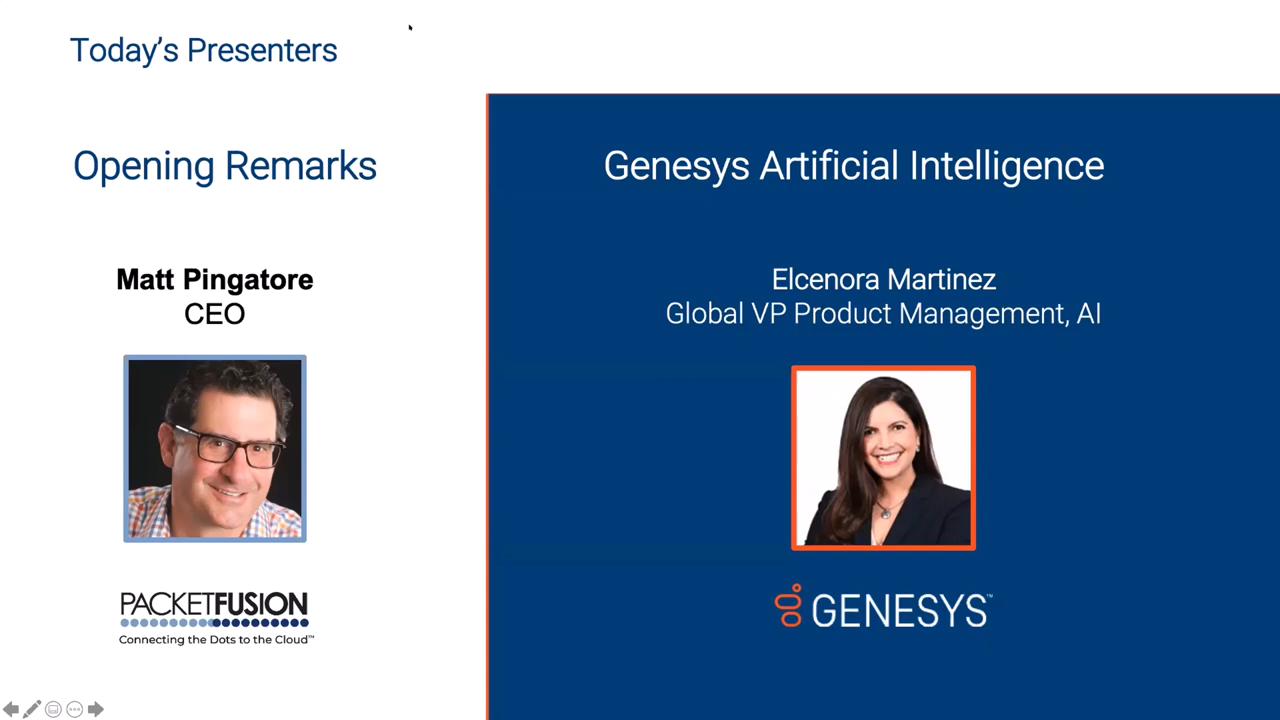 Today's Presenters
Opening Remarks
Matt Pingatore
CEO
PACKETFUSION
Connecting the Dots to the Cloud™
Genesys Artificial Intelligence
Elcenora Martinez
Global VP Product Management, AI
GENESYS™